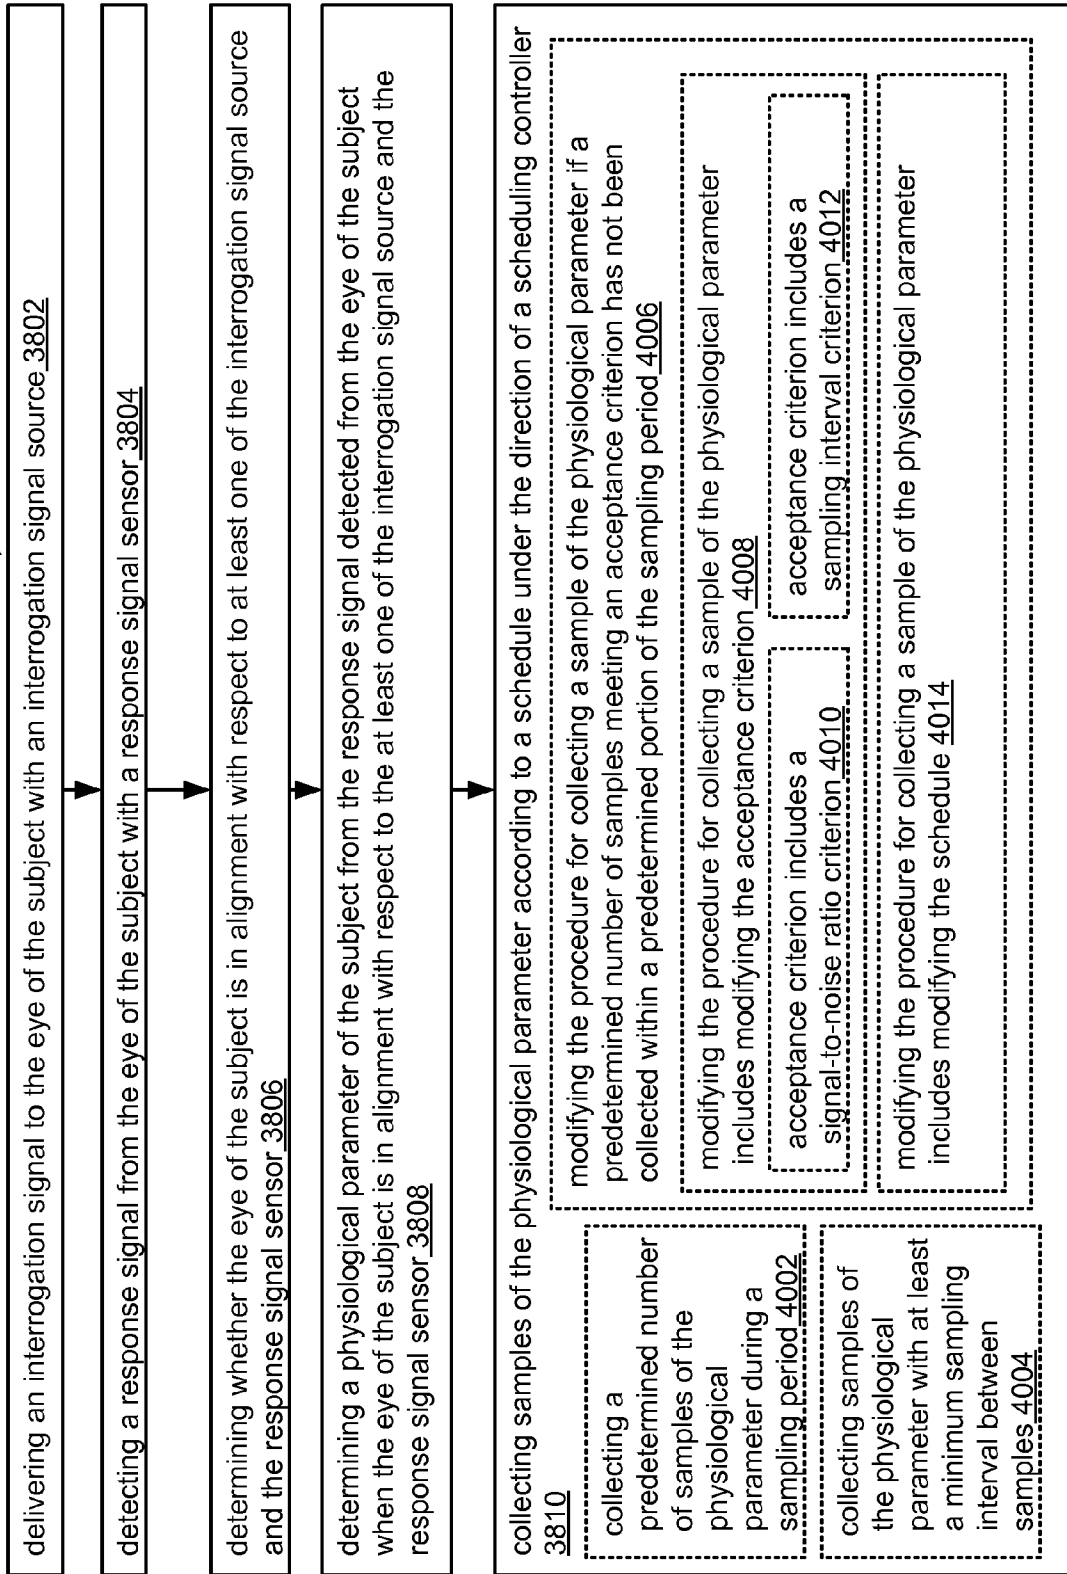 delivering an interrogation signal to the eye of the subject with an interrogation signal source 3802
detecting a response signal from the eye of the subject with a response signal sensor 3804
determining whether the eye of the subject is in alignment with respect to at least one of the interrogation signal source
and the response signal sensor 3806
determining a physiological parameter of the subject from the response signal detected from the eye of the subject
when the eye of the subject is in alignment with respect to the at least one of the interrogation signal source and the
response signal sensor 3808
collecting samples of the physiological parameter according to a schedule under the direction of a scheduling controller
3810
collecting a
predetermined number
of samples of the
physiological
parameter during a
sampling period 4002
collecting samples of
the physiological
parameter with at least
a minimum sampling
interval between
samples 4004
modifying the procedure for collecting a sample of the physiological parameter if a
predetermined number of samples meeting an acceptance criterion has not been
collected within a predetermined portion of the sampling period 4006
modifying the procedure for collecting a sample of the physiological parameter
includes modifying the acceptance criterion 4008
acceptance criterion includes a
signal-to-noise ratio criterion 4010
acceptance criterion includes a
sampling interval criterion 4012
modifying the procedure for collecting a sample of the physiological parameter
includes modifying the schedule 4014